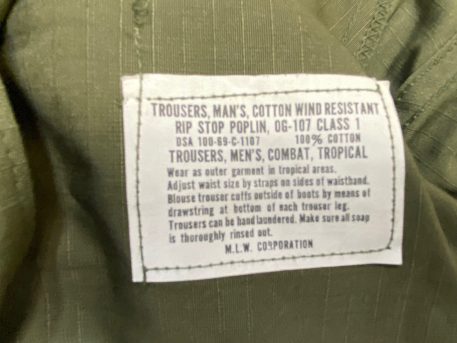 TROUSERS, MAN'S, COTTON WIND RESISTANT
RIP STOP POPLIN, OG-107 CLASS 1
DSA 100-69-C-1107 100% COTTON
TROUSERS, MEN'S, COMBAT, TROPICAL
Wear as outer garment in tropical areas.
Adjust waist size by straps on sides of waistband.
Blouse trouser cuffs outside of boots by means of
drawstring at bottom of each trouser leg.
Trousers can be hand laundered. Make sure all soap
is thoroughly rinsed out.
M.L.W. CORPORATION